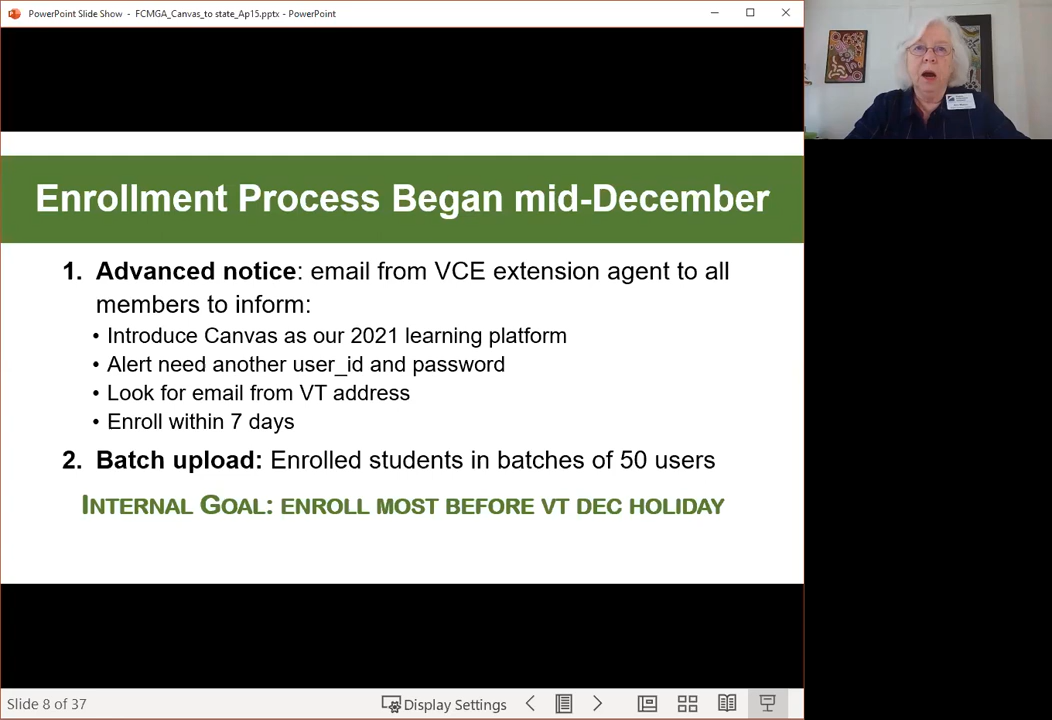 PowerPoint Slide Show - FCMGA_Canvas_to state_Ap15.pptx - PowerPoint
Enrollment Process Began mid-December
1. Advanced notice: email from VCE extension agent to all
members to inform:
• Introduce Canvas as our 2021 learning platform
• Alert need another user_id and password
• Look for email from VT address
• Enroll within 7 days
2. Batch upload: Enrolled students in batches of 50 users
INTERNAL GOAL: ENROLL MOST BEFORE VT DEC HOLIDAY
Slide 8 of 37
Display Settings